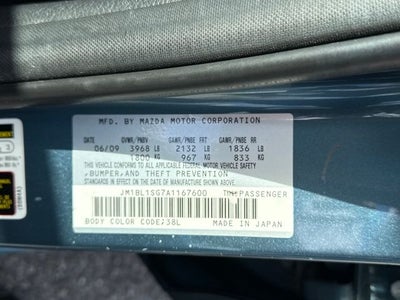 MFD. BY MAZDA MOTOR CORPORATION
DATE GVWR/PNBV GAWR/PNBE FRT GAWR/PNBE RR
06/09 3968 LB 2132 LB 1836 LB
1800 KG 967 KG 833 KG
THIS VEHICLE CONFORMS TO ALL APPLICABLE
FEDERAL MOTOR VEHICLE SAFETY,
BUMPER, AND THEFT PREVENTION
STANDARDS IN EFFECT ON THE DATE OF
MANUFACTURE SHOWN ABOVE.
JM1BL1SG7A1167600 PASSENGER
BODY COLOR CODE: 38L MADE IN JAPAN